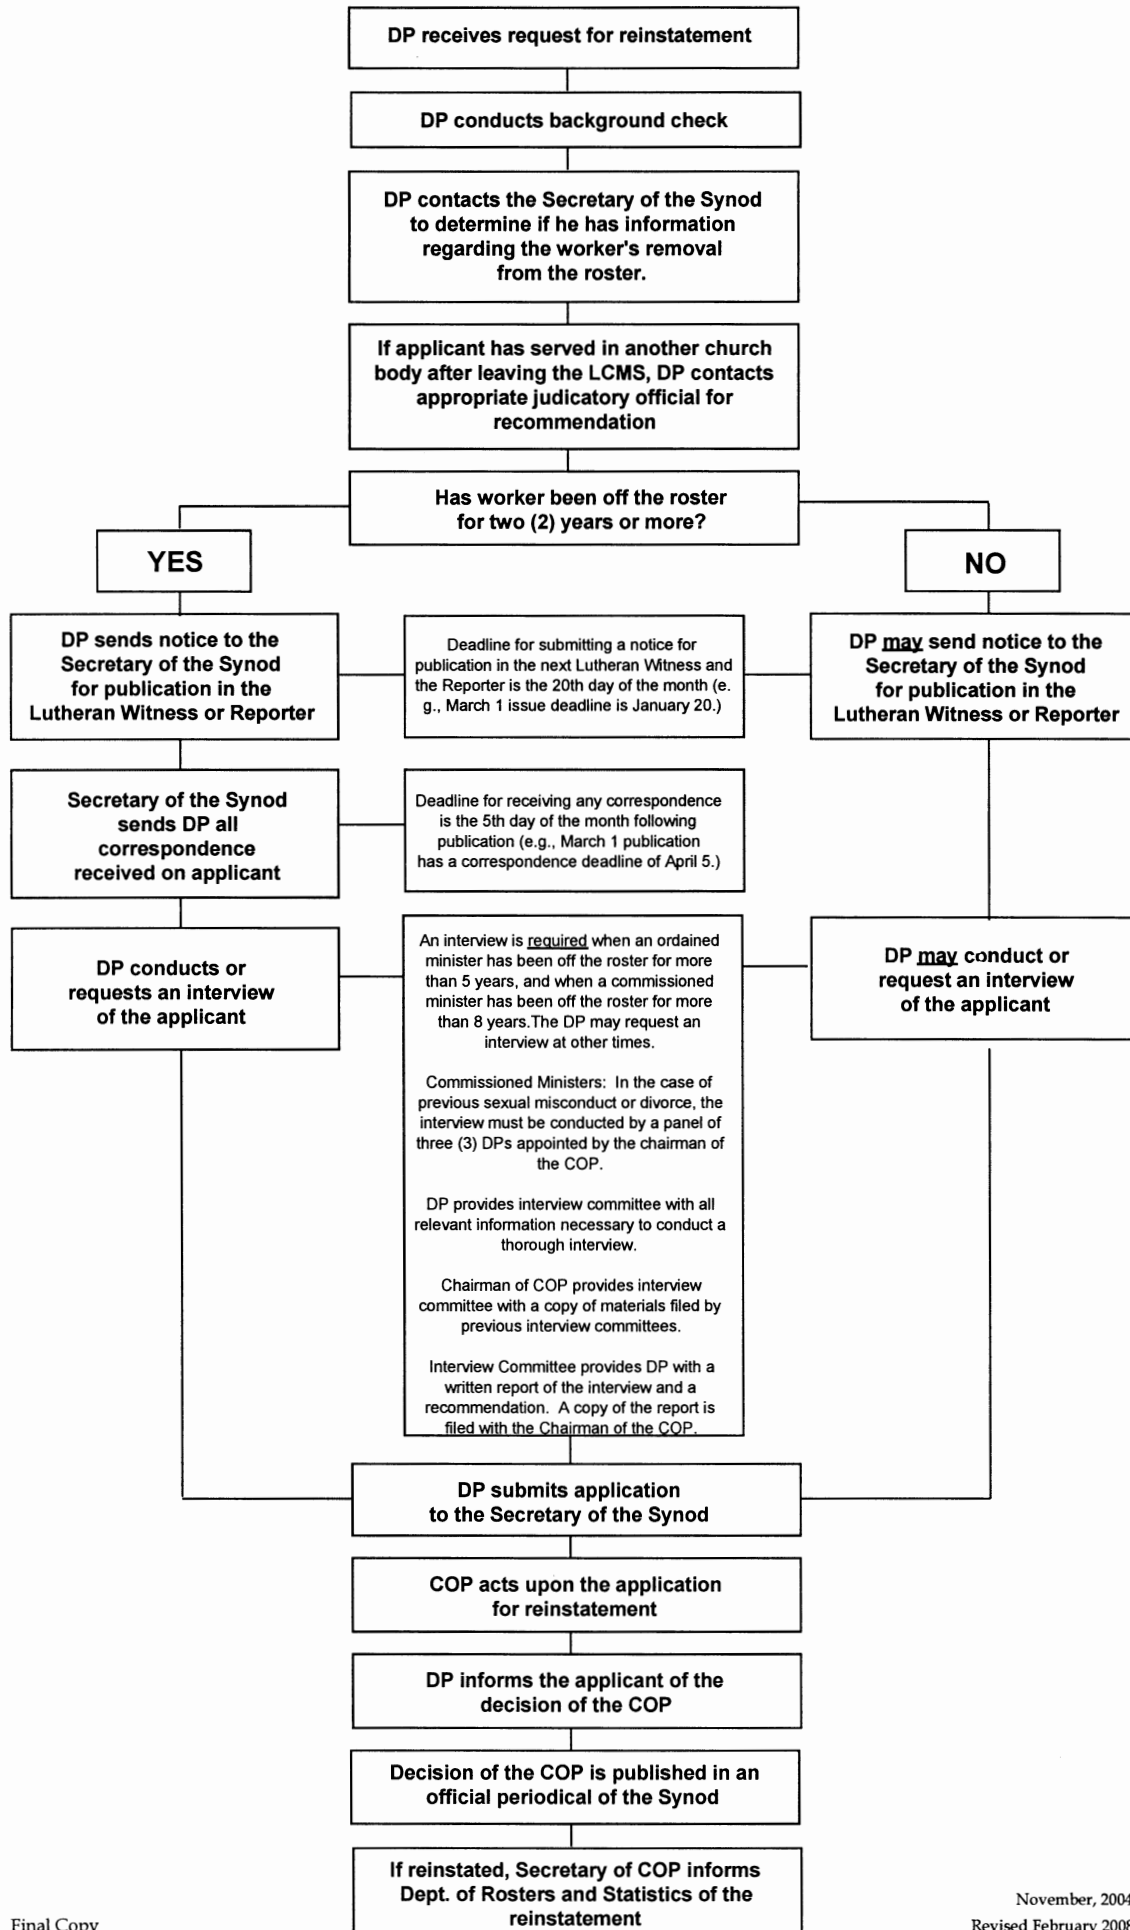 DP receives request for reinstatement
DP conducts background check
DP contacts the Secretary of the Synod
to determine if he has information
regarding the worker's removal
from the roster.
If applicant has served in another church
body after leaving the LCMS, DP contacts
appropriate judicatory official for
recommendation
Has worker been off the roster
for two (2) years or more?
YES
NO
DP sends notice to the
Secretary of the Synod
for publication in the
Lutheran Witness or Reporter
Deadline for submitting a notice for
publication in the next Lutheran Witness and
the Reporter is the 20th day of the month (e.
g., March 1 issue deadline is January 20.)
DP may send notice to the
Secretary of the Synod
for publication in the
Lutheran Witness or Reporter
Secretary of the Synod
sends DP all
correspondence
received on applicant
Deadline for receiving any correspondence
is the 5th day of the month following
publication (e.g., March 1 publication
has a correspondence deadline of April 5.)
DP conducts or
requests an interview
of the applicant
An interview is required when an ordained
minister has been off the roster for more
than 5 years, and when a commissioned
minister has been off the roster for more
than 8 years.The DP may request an
interview at other times.
Commissioned Ministers: In the case of
previous sexual misconduct or divorce, the
interview must be conducted by a panel of
three (3) DPs appointed by the chairman of
the COP.
DP provides interview committee with all
relevant information necessary to conduct a
thorough interview.
Chairman of COP provides interview
committee with a copy of materials filed by
previous interview committees.
Interview Committee provides DP with a
written report of the interview and a
recommendation. A copy of the report is
filed with the Chairman of the COP.
DP may conduct or
request an interview
of the applicant
DP submits application
to the Secretary of the Synod
COP acts upon the application
for reinstatement
DP informs the applicant of the
decision of the COP
Decision of the COP is published in an
official periodical of the Synod
If reinstated, Secretary of COP informs
Dept. of Rosters and Statistics of the
reinstatement
Final Copy
November, 2004
Revised February 2008